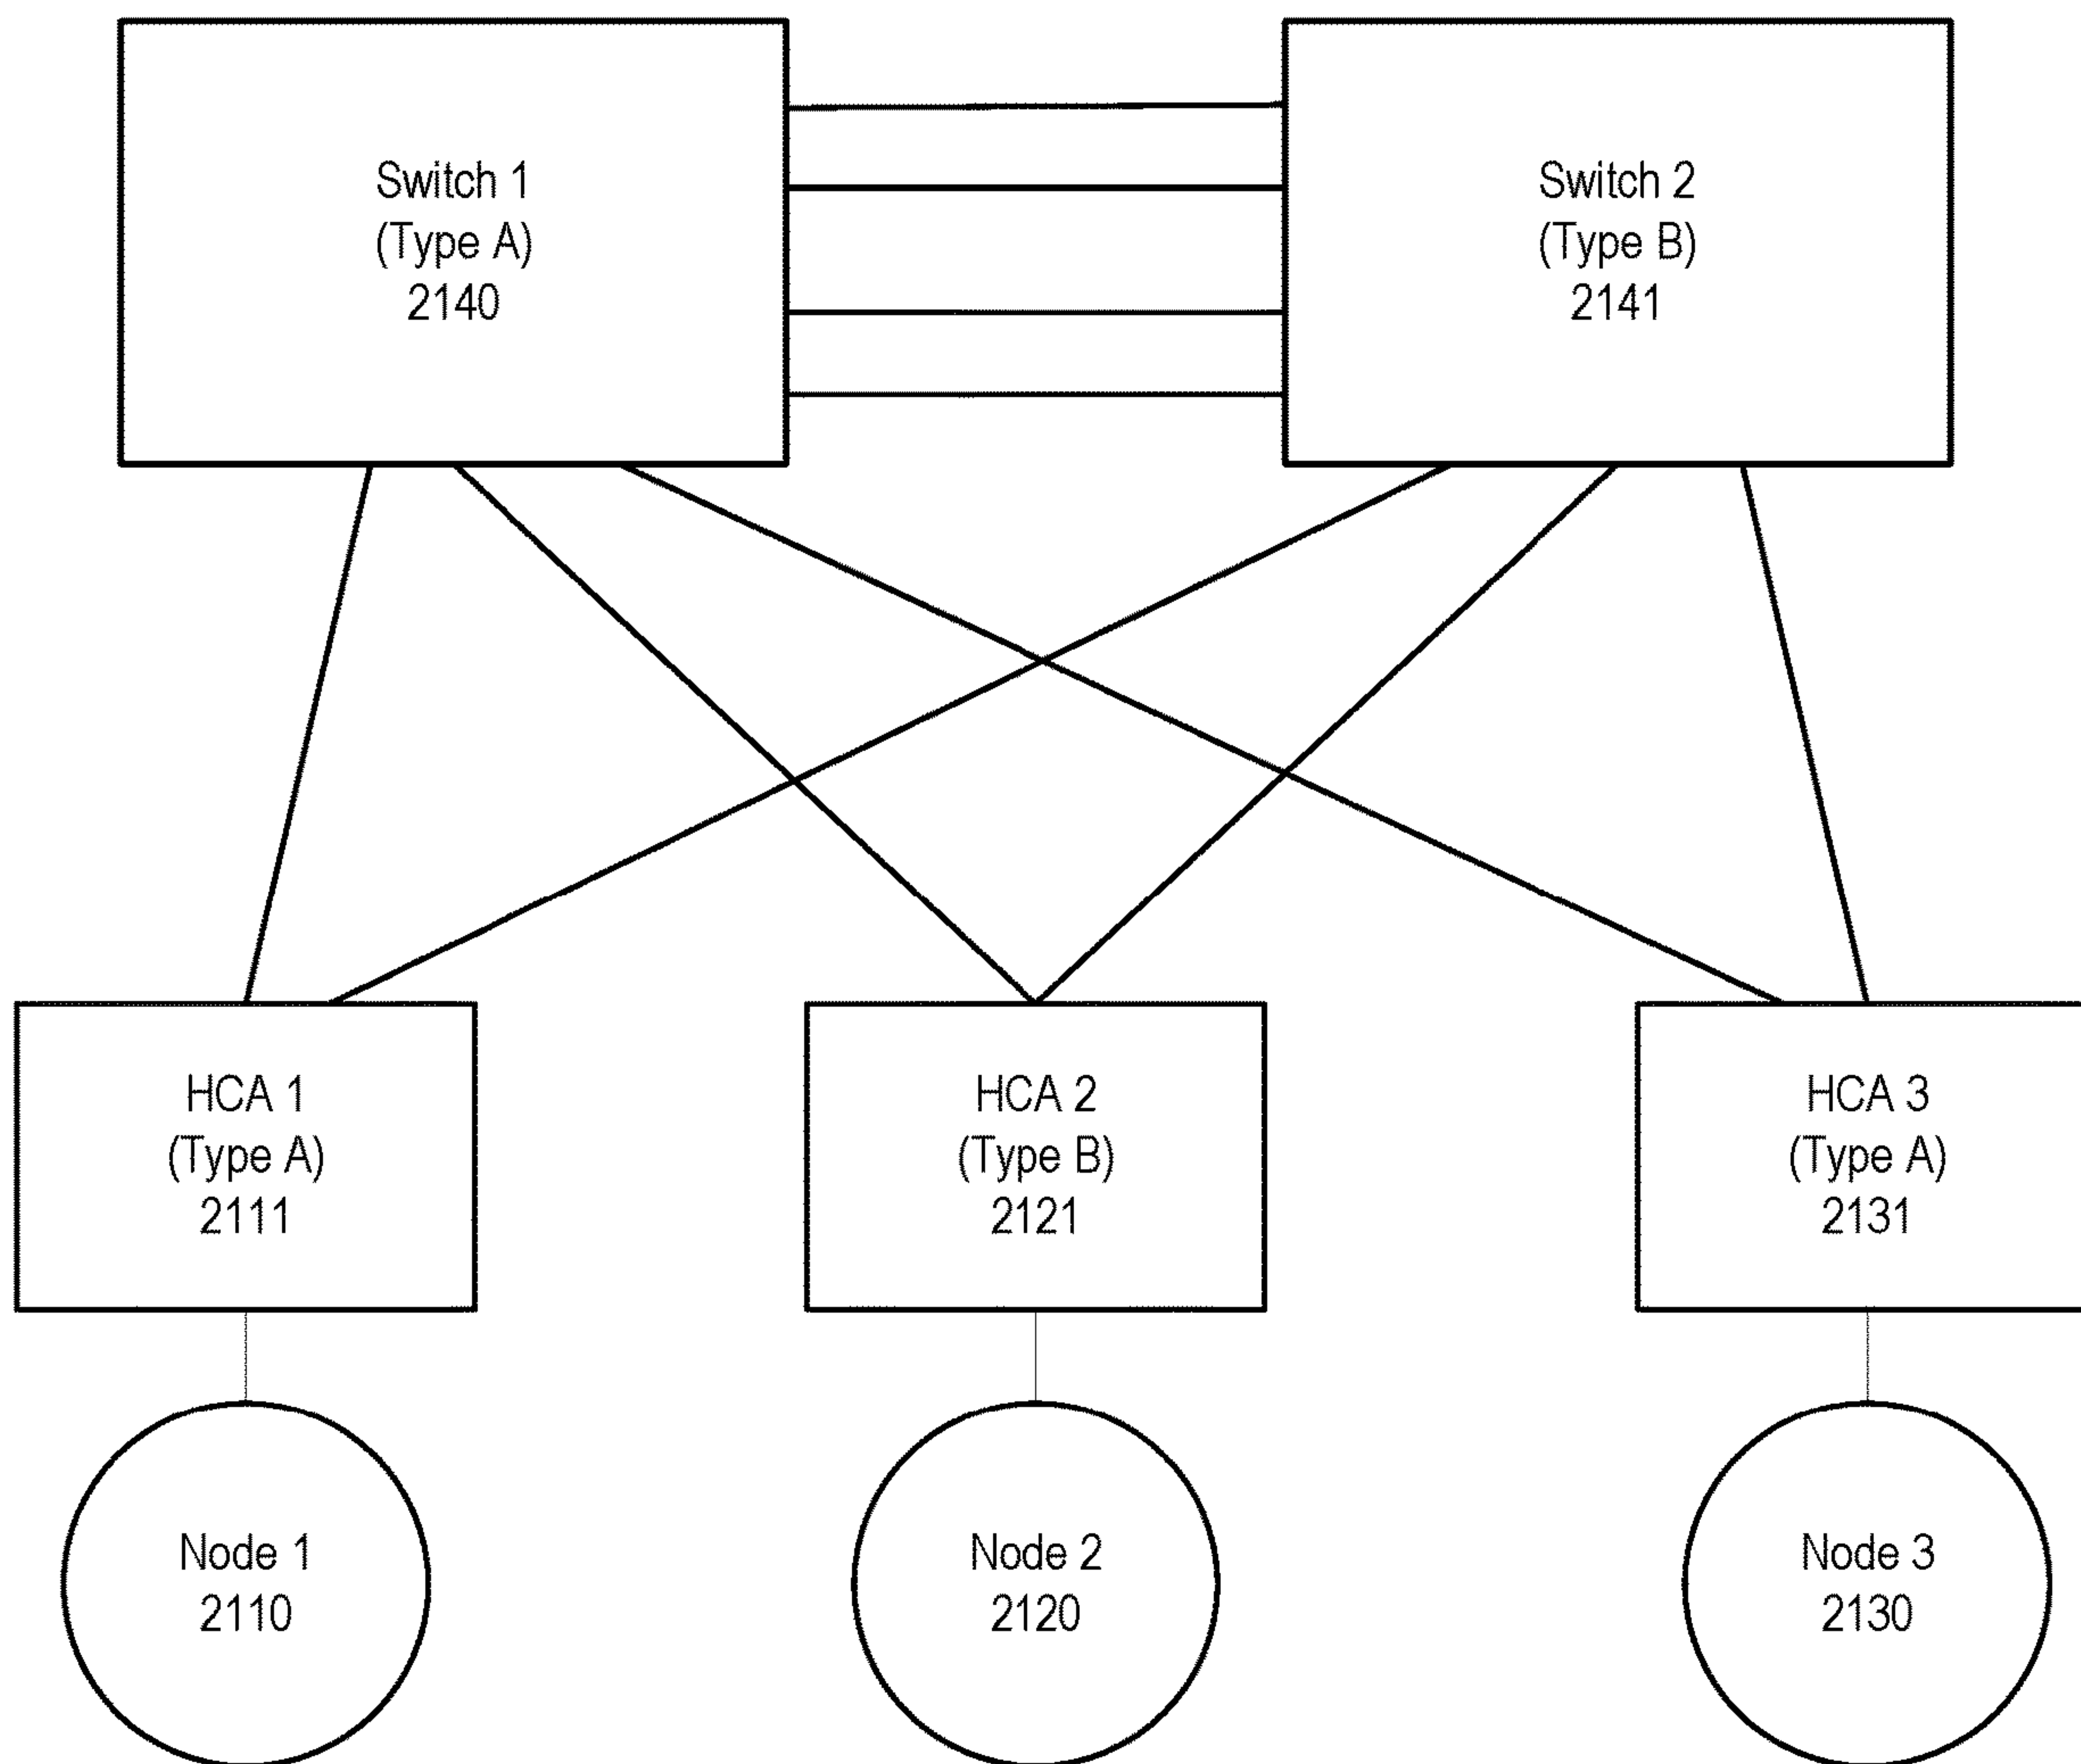 Switch 1
(Type A)
2140
Switch 2
(Type B)
2141
HCA 1
(Type A)
2111
HCA 2
(Type B)
2121
HCA 3
(Type A)
2131
Node 1
2110
Node 2
2120
Node 3
2130